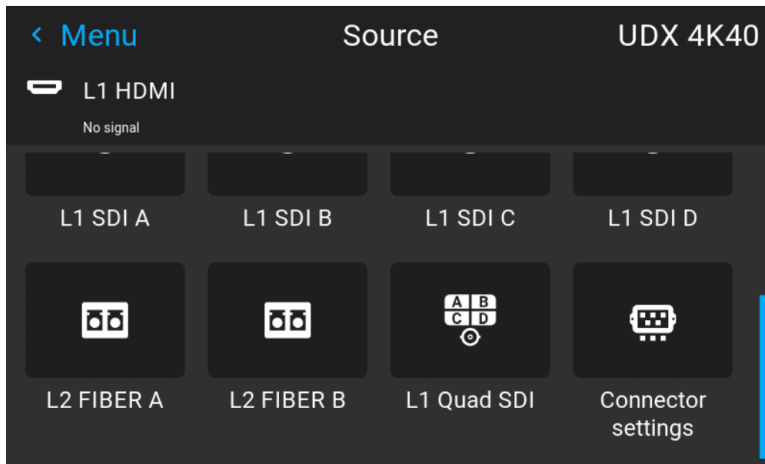 Menu
Source
UDX 4K40
L1 HDMI
No signal
L1 SDI A
L1 SDI B
L1 SDI C
L1 SDI D
A B
C D
L2 FIBER A
L2 FIBER B
L1 Quad SDI
Connector
settings